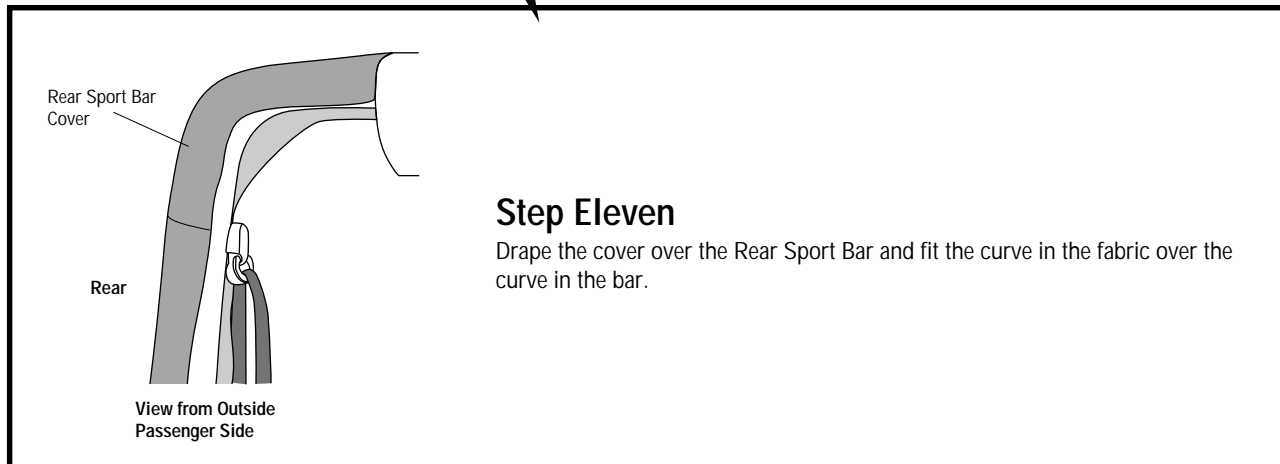 Rear Sport Bar
Cover
Rear
View from Outside
Passenger Side
Step Eleven
Drape the cover over the Rear Sport Bar and fit the curve in the fabric over the
curve in the bar.